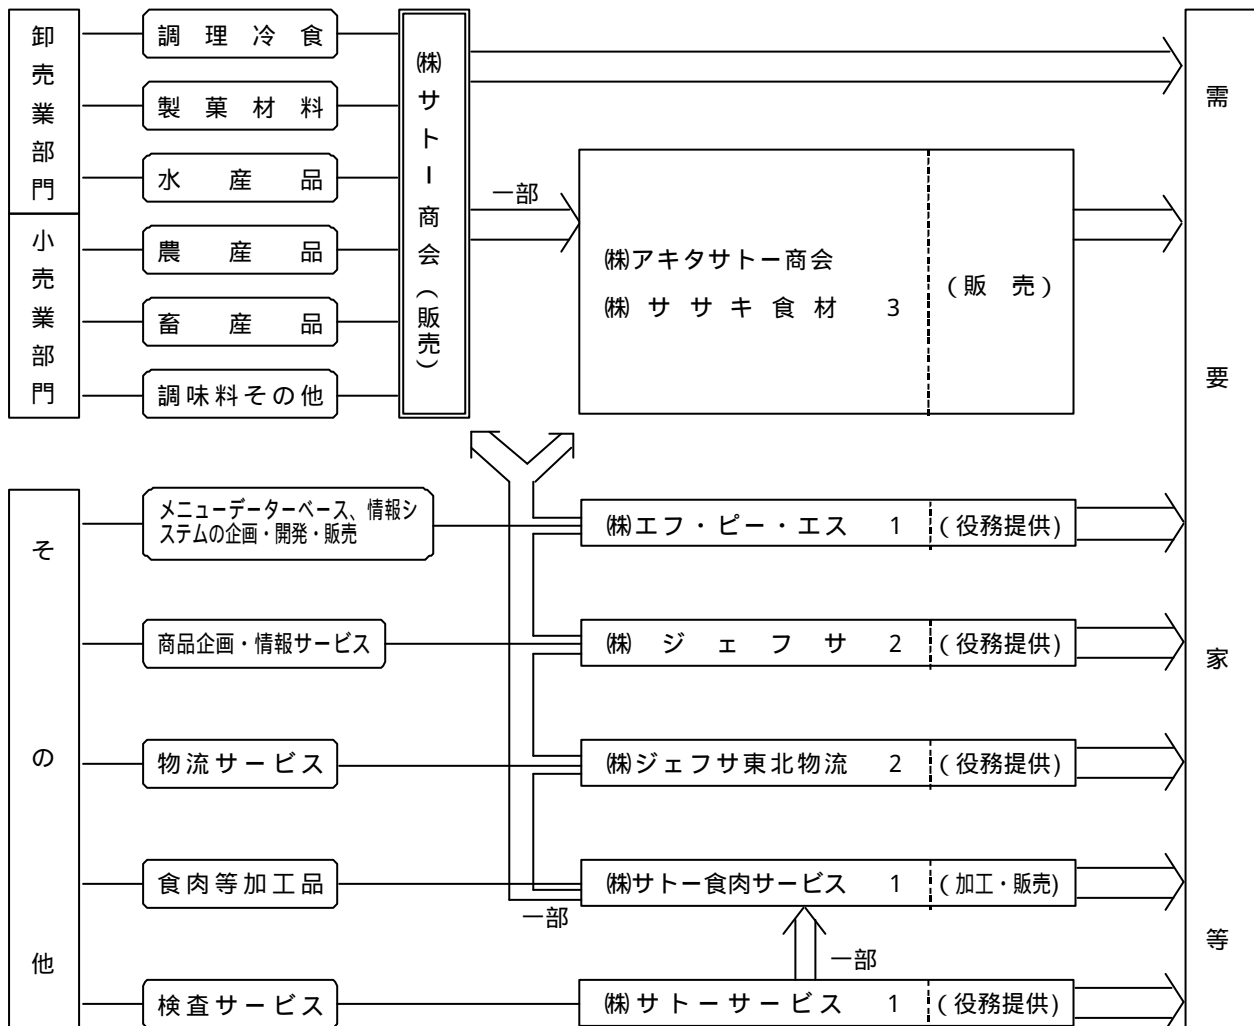 卸売業部門
小売業部門
調理冷食
製菓材料
水産品
農産品
畜産品
調味料その他
㈱サトー商会(販売)
一部
㈱アキタサトー商会
㈱ササキ食材 3
(販 売)
需要家等
その他
メニューデーターベース、情報シ
ステムの企画・開発・販売
㈱エフ・ピー・エス 1 (役務提供)
商品企画・情報サービス
㈱ジェフサ 2 (役務提供)
物流サービス
㈱ジェフサ東北物流 2 (役務提供)
食肉等加工品
一部
㈱サトー食肉サービス 1 (加工・販売)
一部
検査サービス
㈱サトーサービス 1 (役務提供)